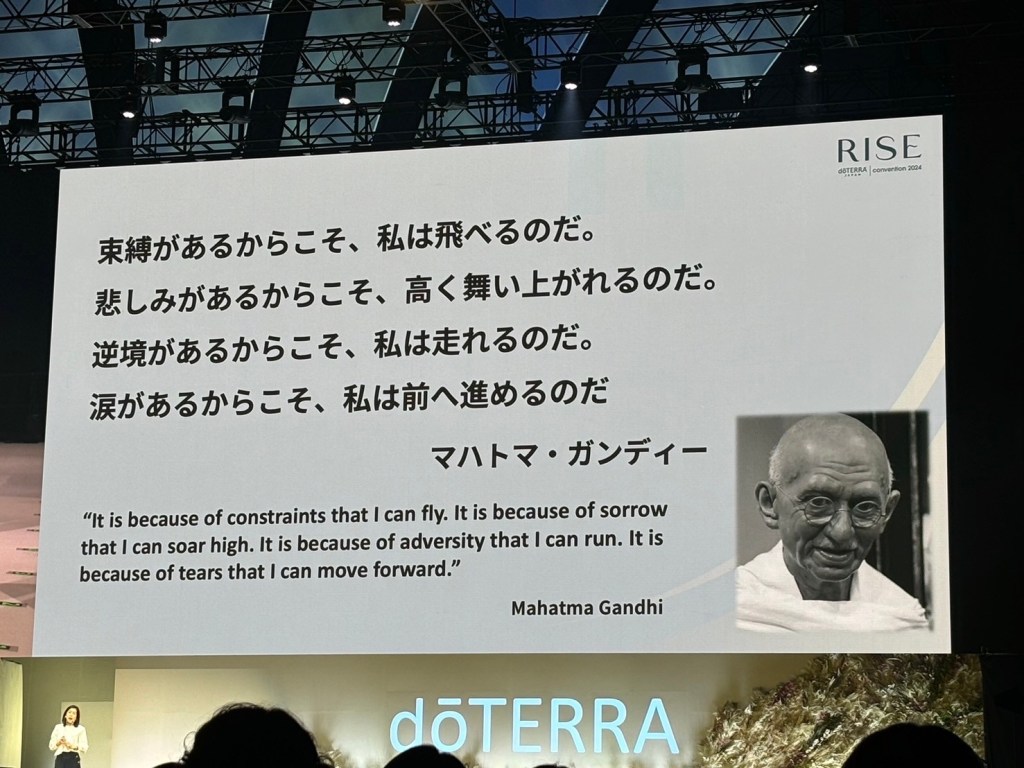 RISE
dōTERRA JAPAN | convention 2024
束縛があるからこそ、私は飛べるのだ。
悲しみがあるからこそ、高く舞い上がれるのだ。
逆境があるからこそ、私は走れるのだ。
涙があるからこそ、私は前へ進めるのだ
マハトマ・ガンディー
“It is because of constraints that I can fly. It is because of sorrow
that I can soar high. It is because of adversity that I can run. It is
because of tears that I can move forward.”
Mahatma Gandhi
dōTERRA